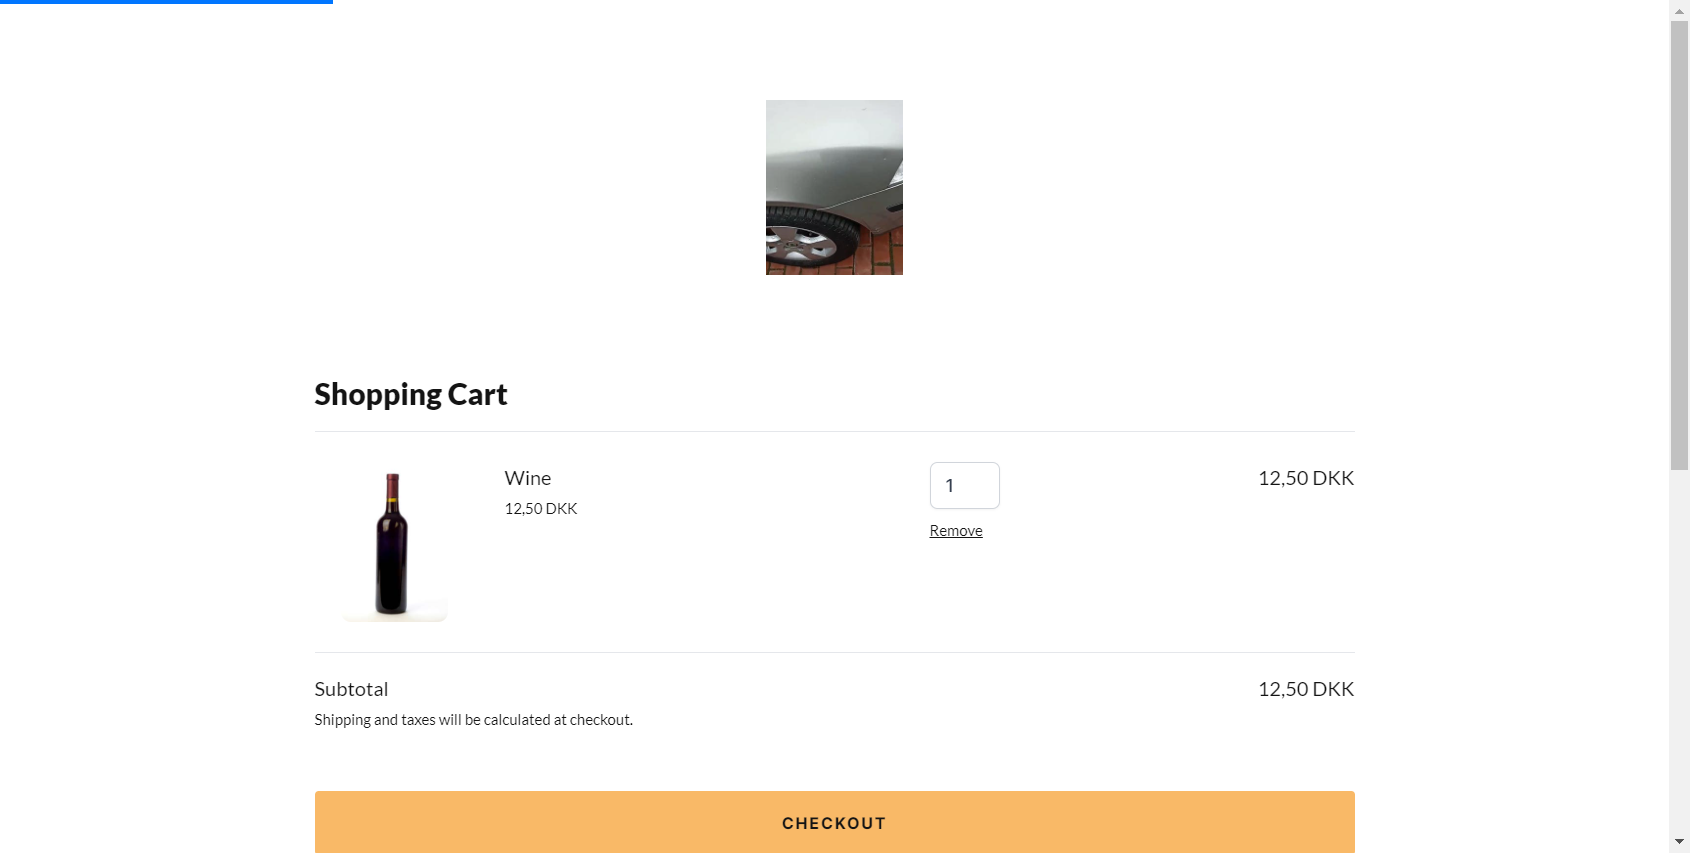 Shopping Cart
Wine
12,50 DKK
1
Remove
12,50 DKK
Subtotal
12,50 DKK
Shipping and taxes will be calculated at checkout.
CHECKOUT